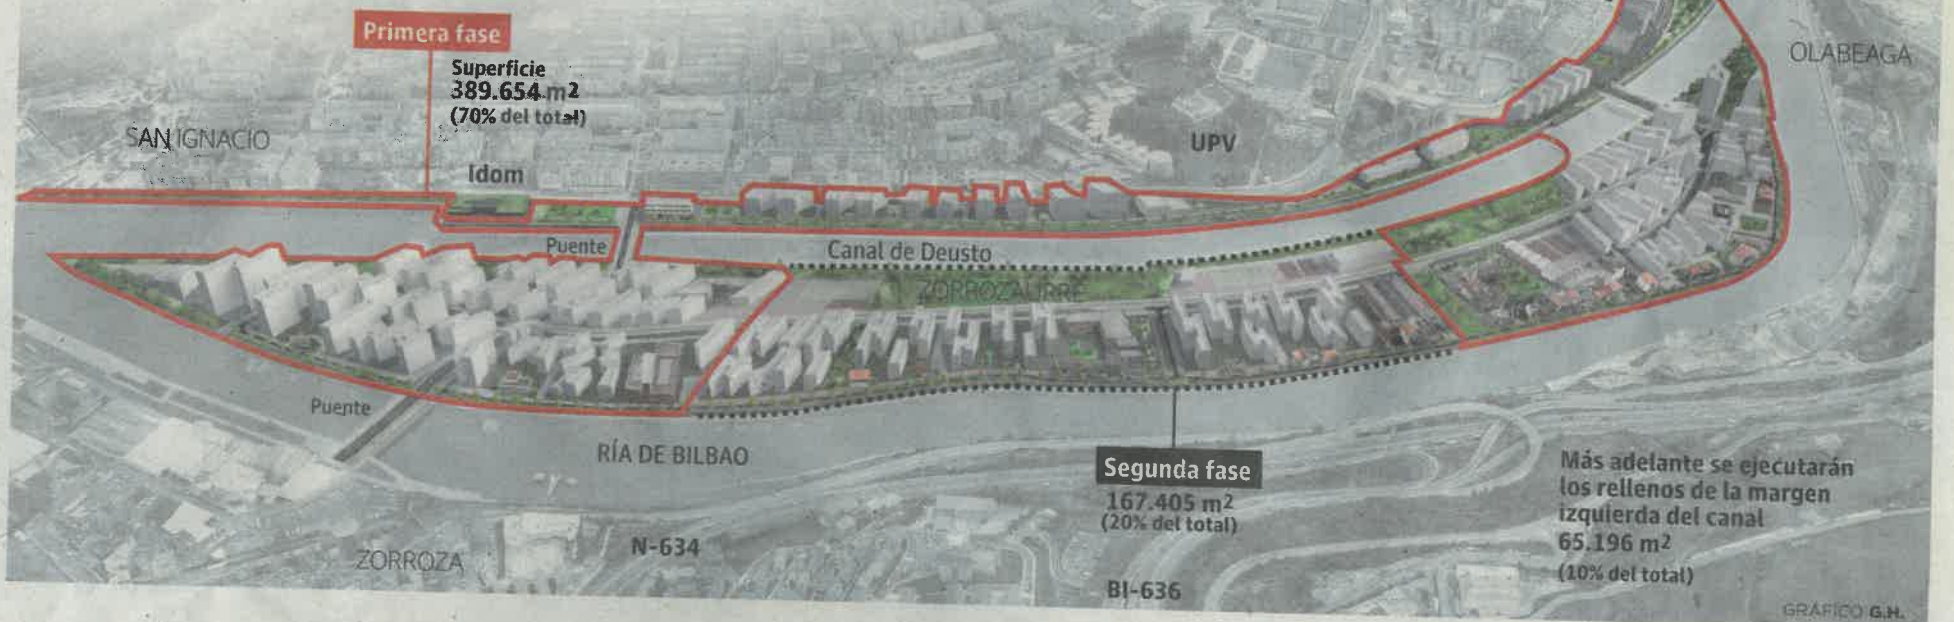 Primera fase
Superficie
389.654 m2
(70% del total)
OLABEAGA
SAN IGNACIO
UPV
Idom
Puente
Canal de Deusto
ZORROZAURRE
Puente
RÍA DE BILBAO
Segunda fase
167.405 m2
(20% del total)
Más adelante se ejecutarán
los rellenos de la margen
izquierda del canal
65.196 m2
(10% del total)
ZORROZA
N-634
BI-636
GRÁFICO G.H.